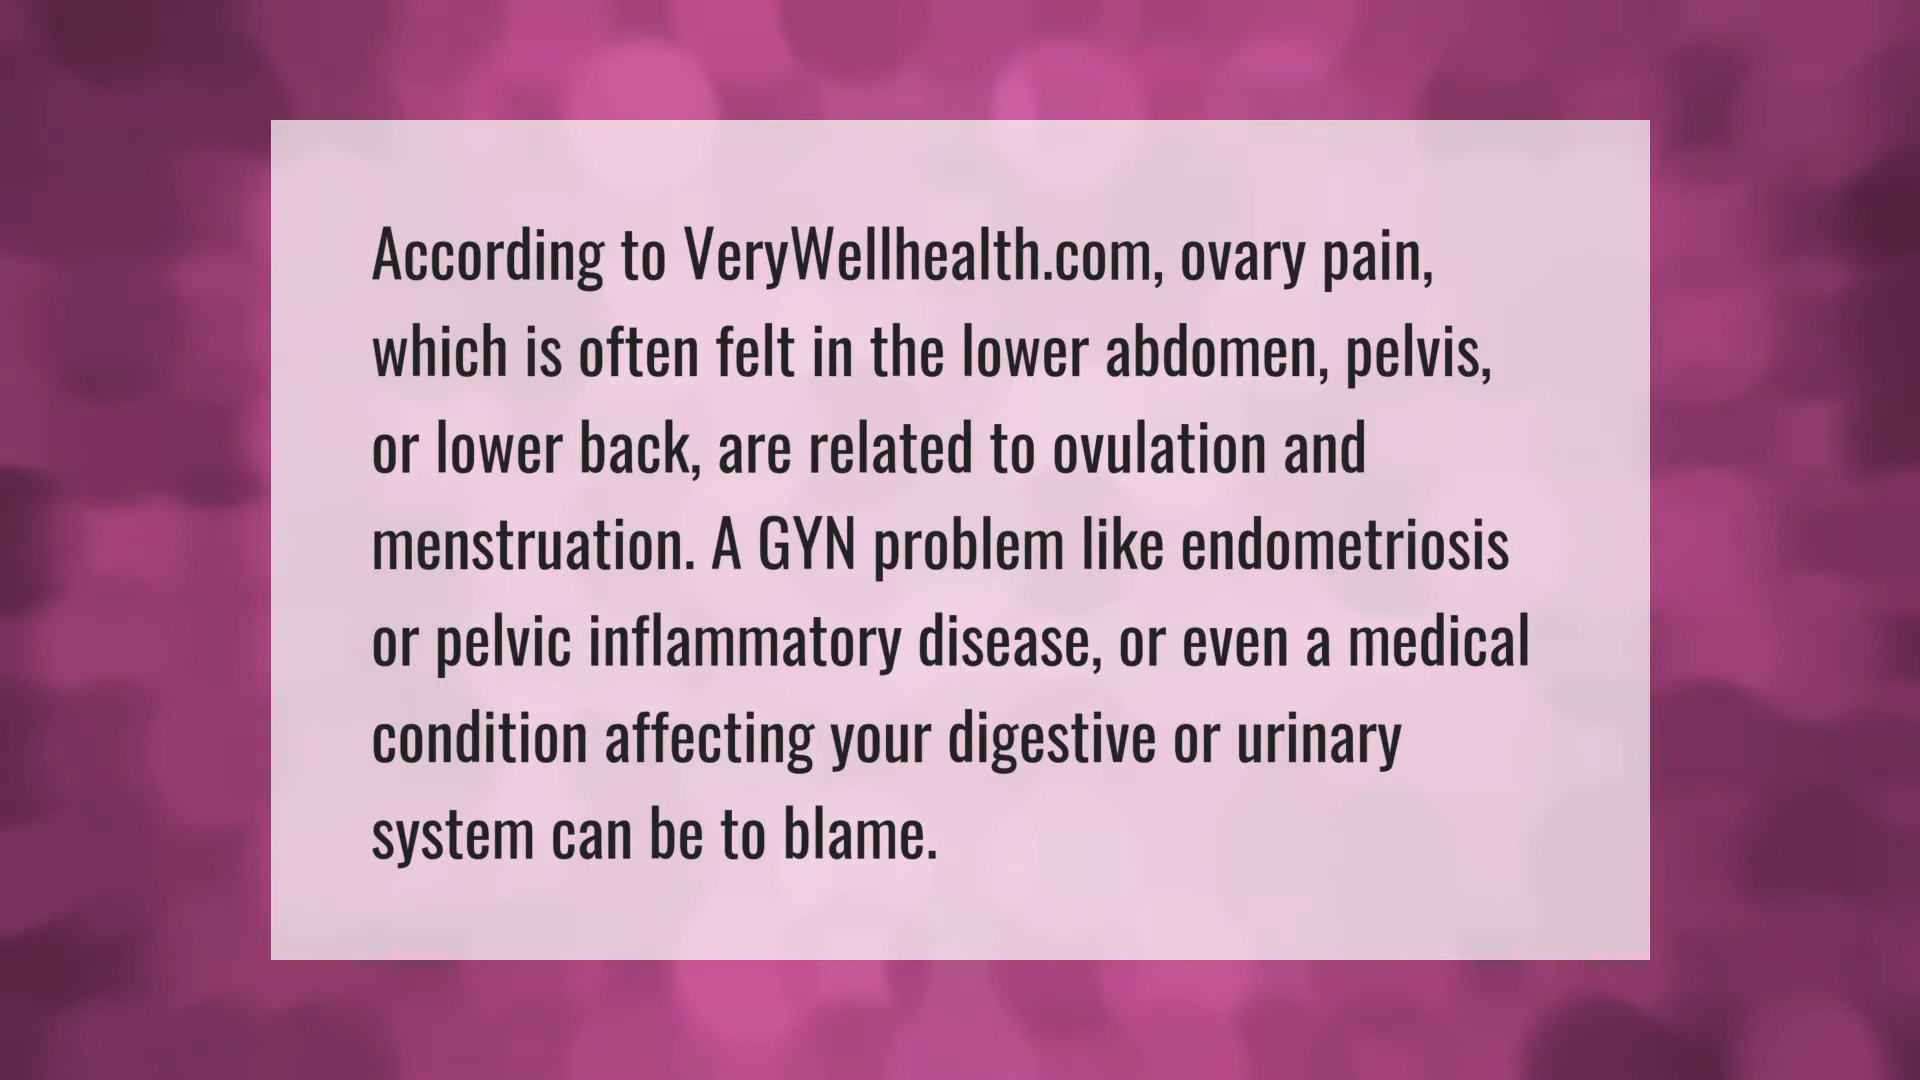 According to VeryWellhealth.com, ovary pain,
which is often felt in the lower abdomen, pelvis,
or lower back, are related to ovulation and
menstruation. A GYN problem like endometriosis
or pelvic inflammatory disease, or even a medical
condition affecting your digestive or urinary
system can be to blame.